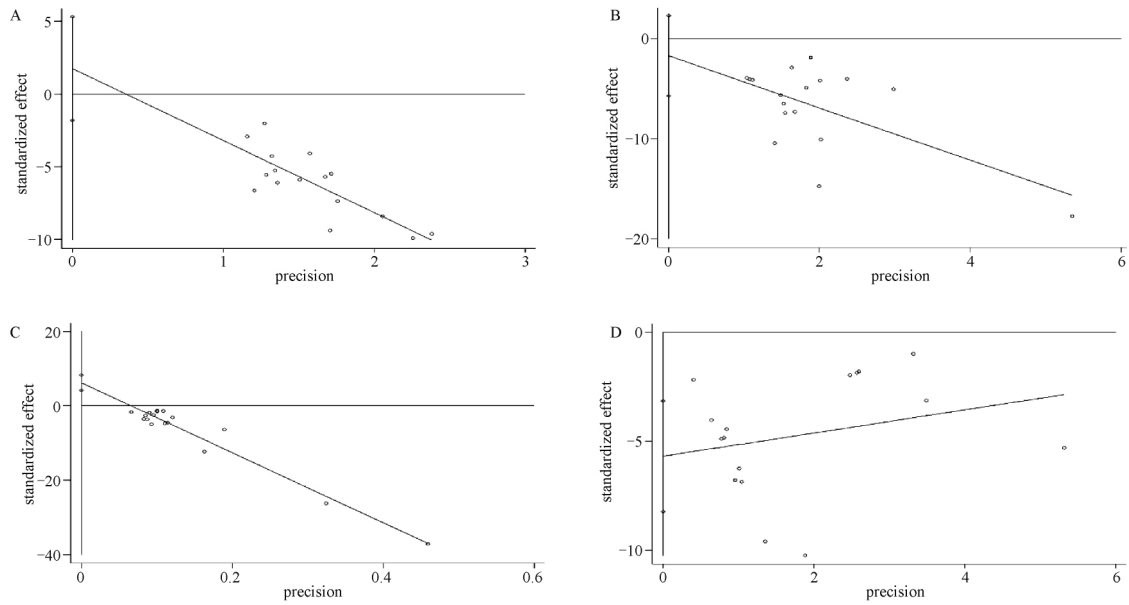 A
5
0
−5
−10
standardized effect
0 1 2 3
precision
B
0
−10
−20
standardized effect
0 2 4 6
precision
C
20
0
−20
−40
standardized effect
0 0.2 0.4 0.6
precision
D
0
−5
−10
standardized effect
0 2 4 6
precision